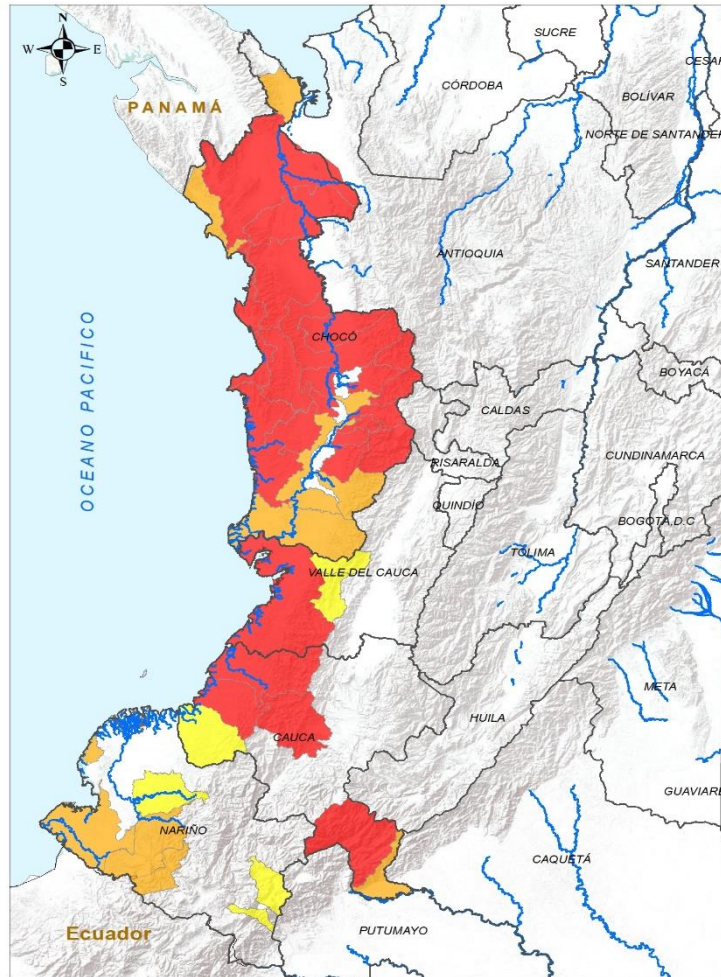 N
W E
S
SUCRE
CESAR
CÓRDOBA
BOLÍVAR
PANAMÁ
NORTE DE SANTANDER
ANTIOQUIA
SANTANDER
OCEANO PACIFICO
CHOCÓ
BOYACÁ
CALDAS
CUNDINAMARCA
RISARALDA
QUINDÍO
BOGOTÁ,D.C
TOLIMA
VALLE DEL CAUCA
META
HUILA
CAUCA
GUAVIARE
NARIÑO
CAQUETÁ
Ecuador
PUTUMAYO